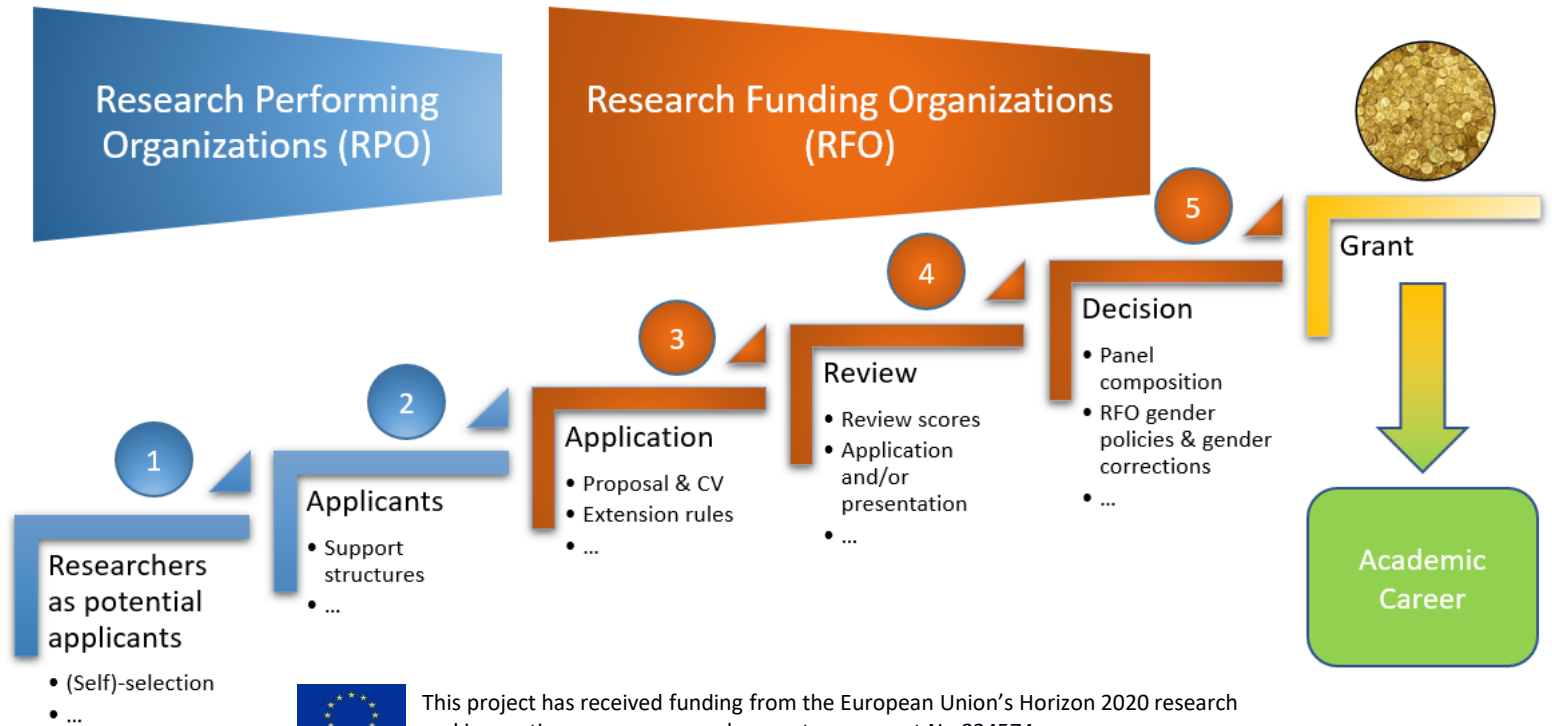 Research Performing
Organizations (RPO)
Research Funding Organizations
(RFO)
1
Researchers
as potential
applicants
• (Self)-selection
• ...
2
Applicants
• Support
structures
• ...
3
Application
• Proposal & CV
• Extension rules
• ...
4
Review
• Review scores
• Application
and/or
presentation
• ...
5
Decision
• Panel
composition
• RFO gender
policies & gender
corrections
• ...
Grant
Academic
Career
This project has received funding from the European Union's Horizon 2020 research